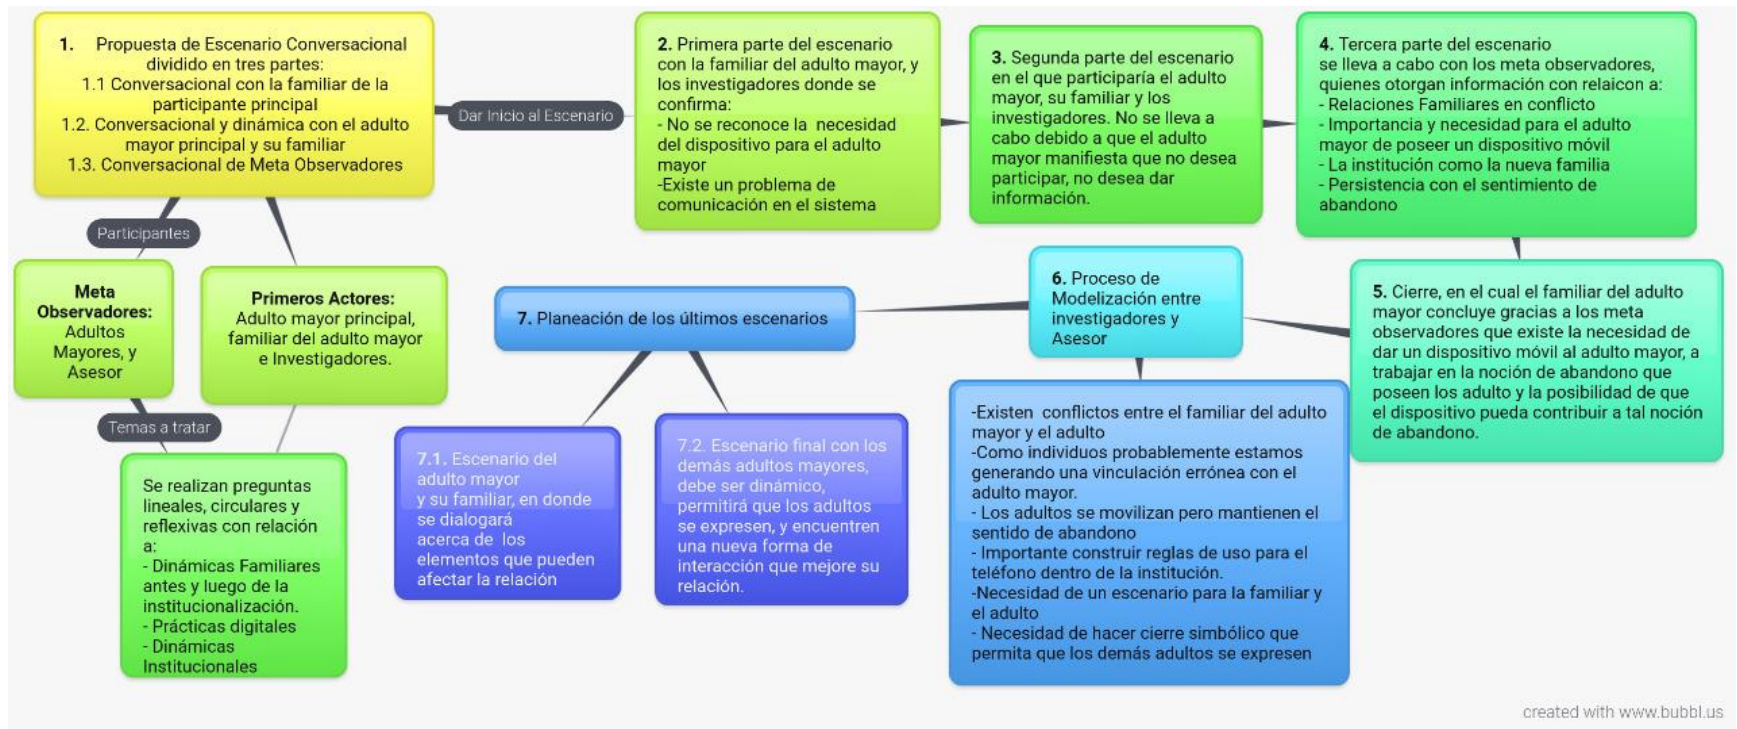 1. Propuesta de Escenario Conversacional
dividido en tres partes:
1.1 Conversacional con la familiar de la
participante principal
1.2. Conversacional y dinámica con el adulto
mayor principal y su familiar
1.3. Conversacional de Meta Observadores
Dar Inicio al Escenario
2. Primera parte del escenario
con la familiar del adulto mayor, y
los investigadores donde se
confirma:
- No se reconoce la necesidad
del dispositivo para el adulto
mayor
-Existe un problema de
comunicación en el sistema
3. Segunda parte del escenario
en el que participaría el adulto
mayor, su familiar y los
investigadores. No se lleva a
cabo debido a que el adulto
mayor manifiesta que no desea
participar, no desea dar
información.
4. Tercera parte del escenario
se lleva a cabo con los meta observadores,
quienes otorgan información con relaicon a:
- Relaciones Familiares en conflicto
- Importancia y necesidad para el adulto
mayor de poseer un dispositivo móvil
- La institución como la nueva familia
- Persistencia con el sentimiento de
abandono
Participantes
Meta
Observadores:
Adultos
Mayores, y
Asesor
Primeros Actores:
Adulto mayor principal,
familiar del adulto mayor
e Investigadores.
Temas a tratar
Se realizan preguntas
lineales, circulares y
reflexivas con relación
a:
- Dinámicas Familiares
antes y luego de la
institucionalización.
- Prácticas digitales
- Dinámicas
Institucionales
5. Cierre, en el cual el familiar del adulto
mayor concluye gracias a los meta
observadores que existe la necesidad de
dar un dispositivo móvil al adulto mayor, a
trabajar en la noción de abandono que
poseen los adulto y la posibilidad de que
el dispositivo pueda contribuir a tal noción
de abandono.
6. Proceso de
Modelización entre
investigadores y
Asesor
-Existen conflictos entre el familiar del adulto
mayor y el adulto
-Como individuos probablemente estamos
generando una vinculación errónea con el
adulto mayor.
- Los adultos se movilizan pero mantienen el
sentido de abandono
- Importante construir reglas de uso para el
teléfono dentro de la institución.
-Necesidad de un escenario para la familiar y
el adulto
- Necesidad de hacer cierre simbólico que
permita que los demás adultos se expresen
7. Planeación de los últimos escenarios
7.1. Escenario del
adulto mayor
y su familiar, en donde
se dialogará
acerca de los
elementos que pueden
afectar la relación
7.2. Escenario final con los
demás adultos mayores,
debe ser dinámico,
permitirá que los adultos
se expresen, y encuentren
una nueva forma de
interacción que mejore su
relación.
created with www.bubbl.us